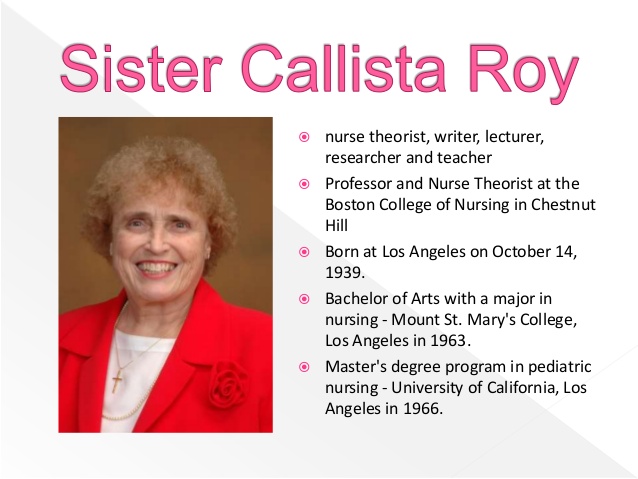 Sister Callista Roy
nurse theorist, writer, lecturer,
researcher and teacher
Professor and Nurse Theorist at the
Boston College of Nursing in Chestnut
Hill
Born at Los Angeles on October 14,
1939.
Bachelor of Arts with a major in
nursing - Mount St. Mary's College,
Los Angeles in 1963.
Master's degree program in pediatric
nursing - University of California, Los
Angeles in 1966.